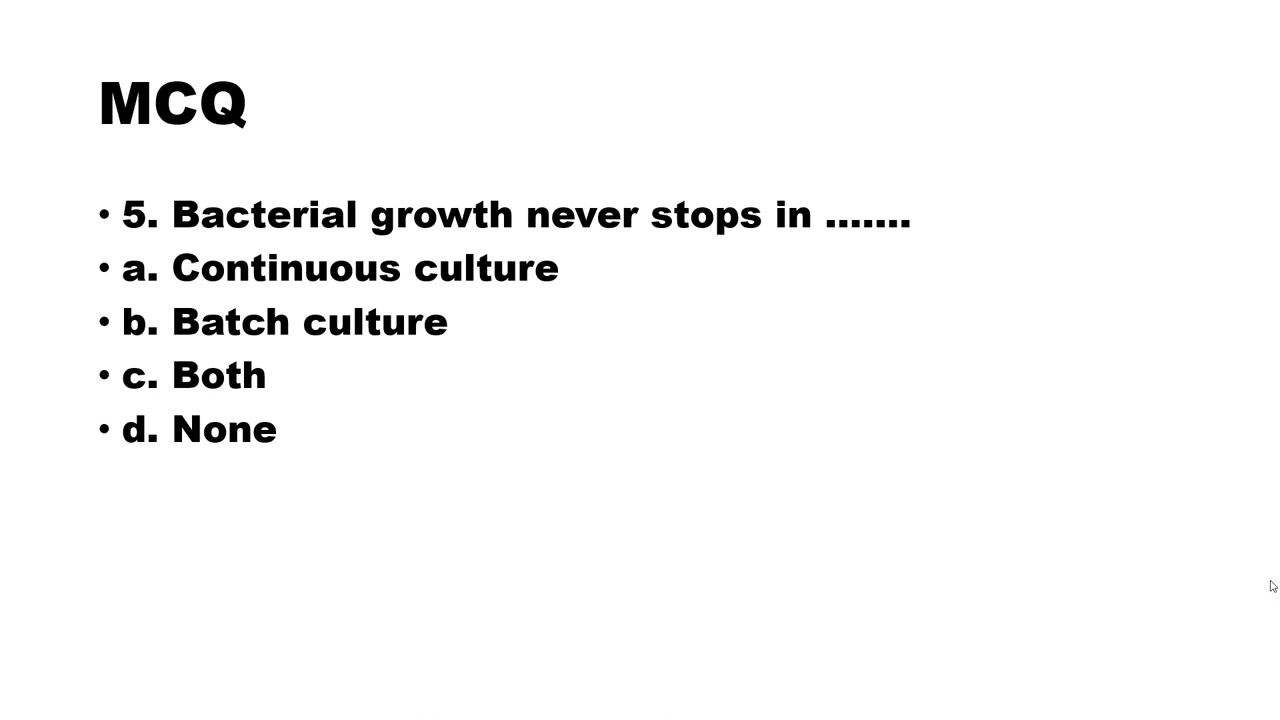 MCQ
• 5. Bacterial growth never stops in .......
• a. Continuous culture
• b. Batch culture
• c. Both
• d. None